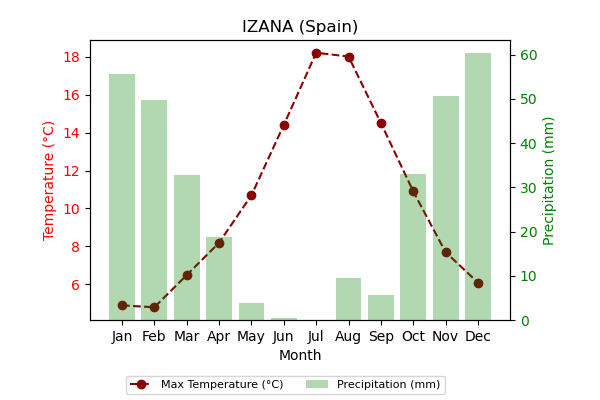 IZANA (Spain)
Temperature (°C)
18
16
14
12
10
8
6
60
50
40
30
20
10
0
Precipitation (mm)
Jan Feb Mar Apr May Jun Jul Aug Sep Oct Nov Dec
Month
Max Temperature (°C) Precipitation (mm)